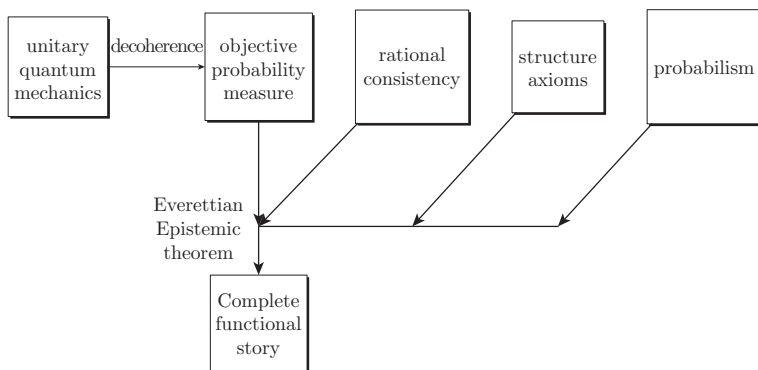 unitary
quantum
mechanics
decoherence
objective
probability
measure
rational
consistency
structure
axioms
probabilism
Everettian
Epistemic
theorem
Complete
functional
story